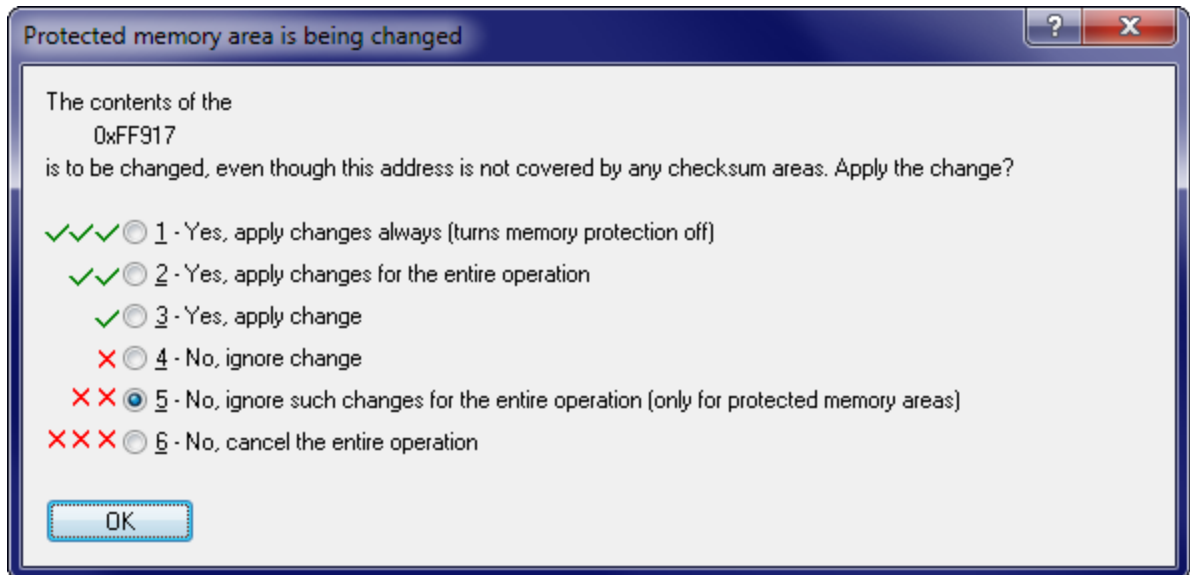 Protected memory area is being changed
The contents of the
0xFF917
is to be changed, even though this address is not covered by any checksum areas. Apply the change?
1 - Yes, apply changes always (turns memory protection off)
2 - Yes, apply changes for the entire operation
3 - Yes, apply change
4 - No, ignore change
5 - No, ignore such changes for the entire operation (only for protected memory areas)
6 - No, cancel the entire operation
OK